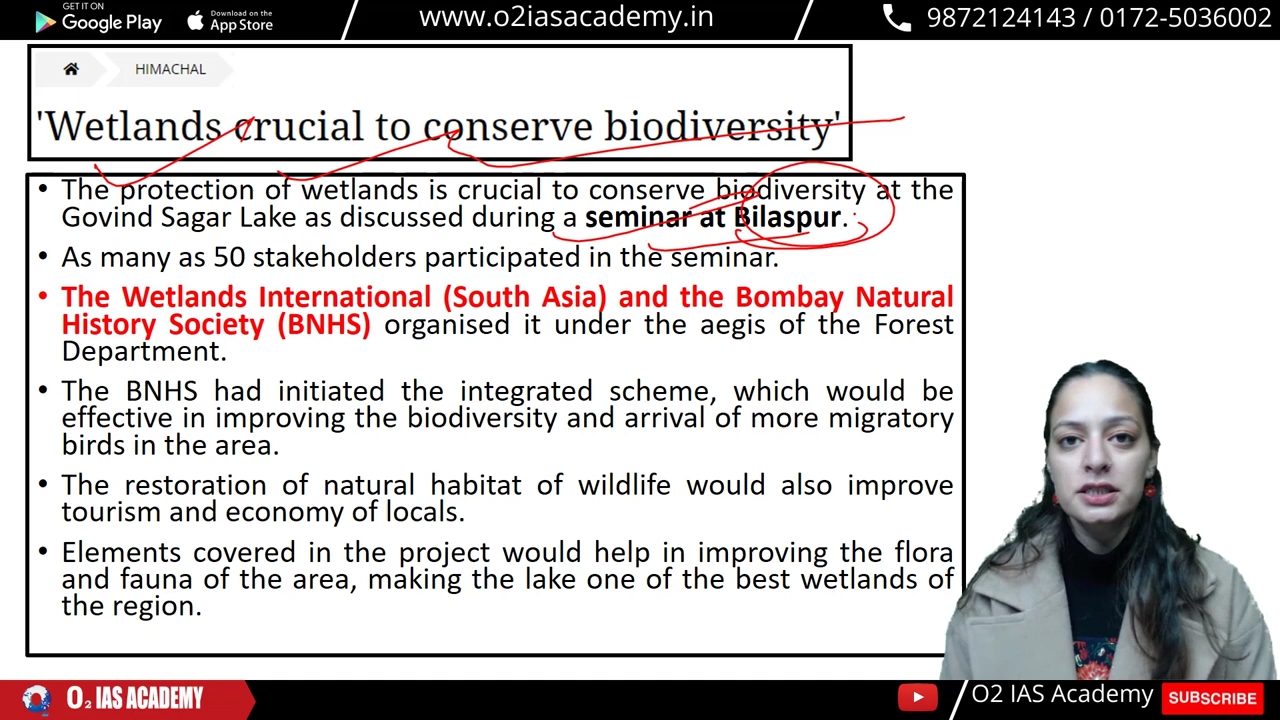 GET IT ON
Google Play
Download on the
App Store
www.o2iasacademy.in
9872124143 / 0172-5036002
HIMACHAL
'Wetlands crucial to conserve biodiversity'
• The protection of wetlands is crucial to conserve biodiversity at the
Govind Sagar Lake as discussed during a seminar at Bilaspur.
• As many as 50 stakeholders participated in the seminar.
• The Wetlands International (South Asia) and the Bombay Natural
History Society (BNHS) organised it under the aegis of the Forest
Department.
• The BNHS had initiated the integrated scheme, which would be
effective in improving the biodiversity and arrival of more migratory
birds in the area.
• The restoration of natural habitat of wildlife would also improve
tourism and economy of locals.
• Elements covered in the project would help in improving the flora
and fauna of the area, making the lake one of the best wetlands of
the region.
O₂ IAS ACADEMY
O2 IAS Academy
SUBSCRIBE